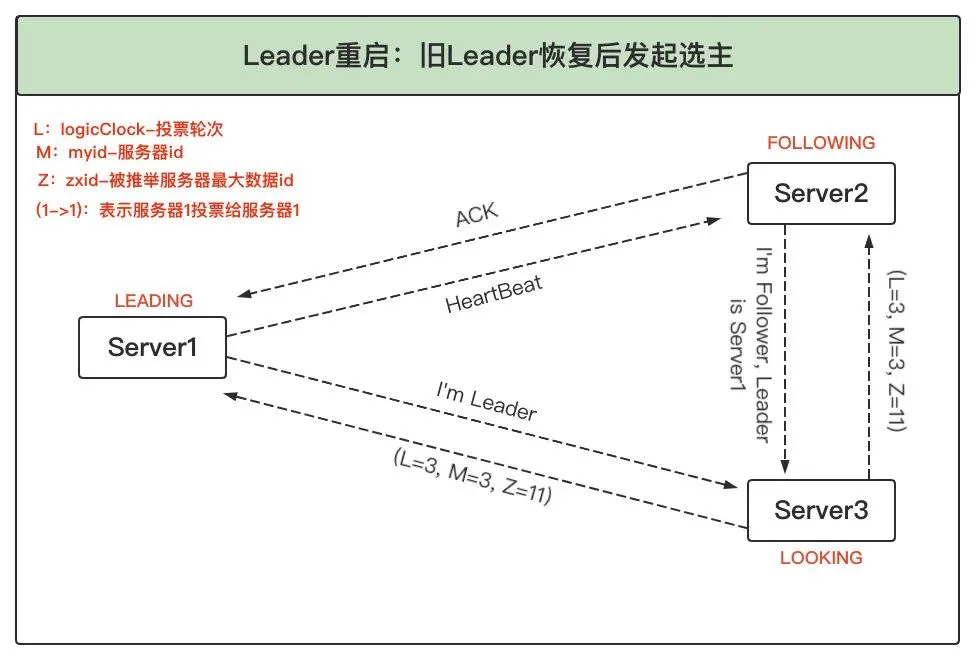 Leader重启：旧Leader恢复后发起选主
L：logicClock-投票轮次
M：myid-服务器id
Z：zxid-被推举服务器最大数据id
(1->1)：表示服务器1投票给服务器1
FOLLOWING
Server2
ACK
HeartBeat
LEADING
Server1
I'm Follower, Leader
is Server1
(L=3, M=3, Z=11)
I'm Leader
(L=3, M=3, Z=11)
Server3
LOOKING